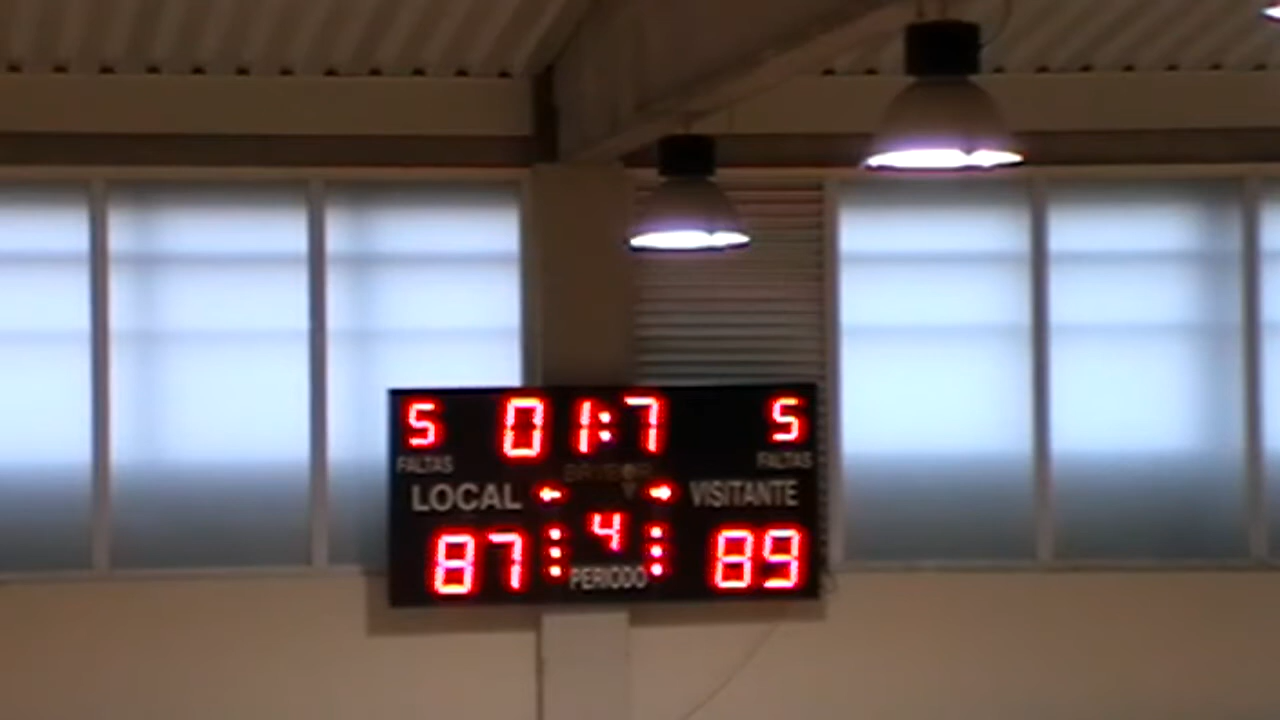 5 01:7 5
FALTAS FALTAS
LOCAL VISITANTE
87 4 89
PERIODO